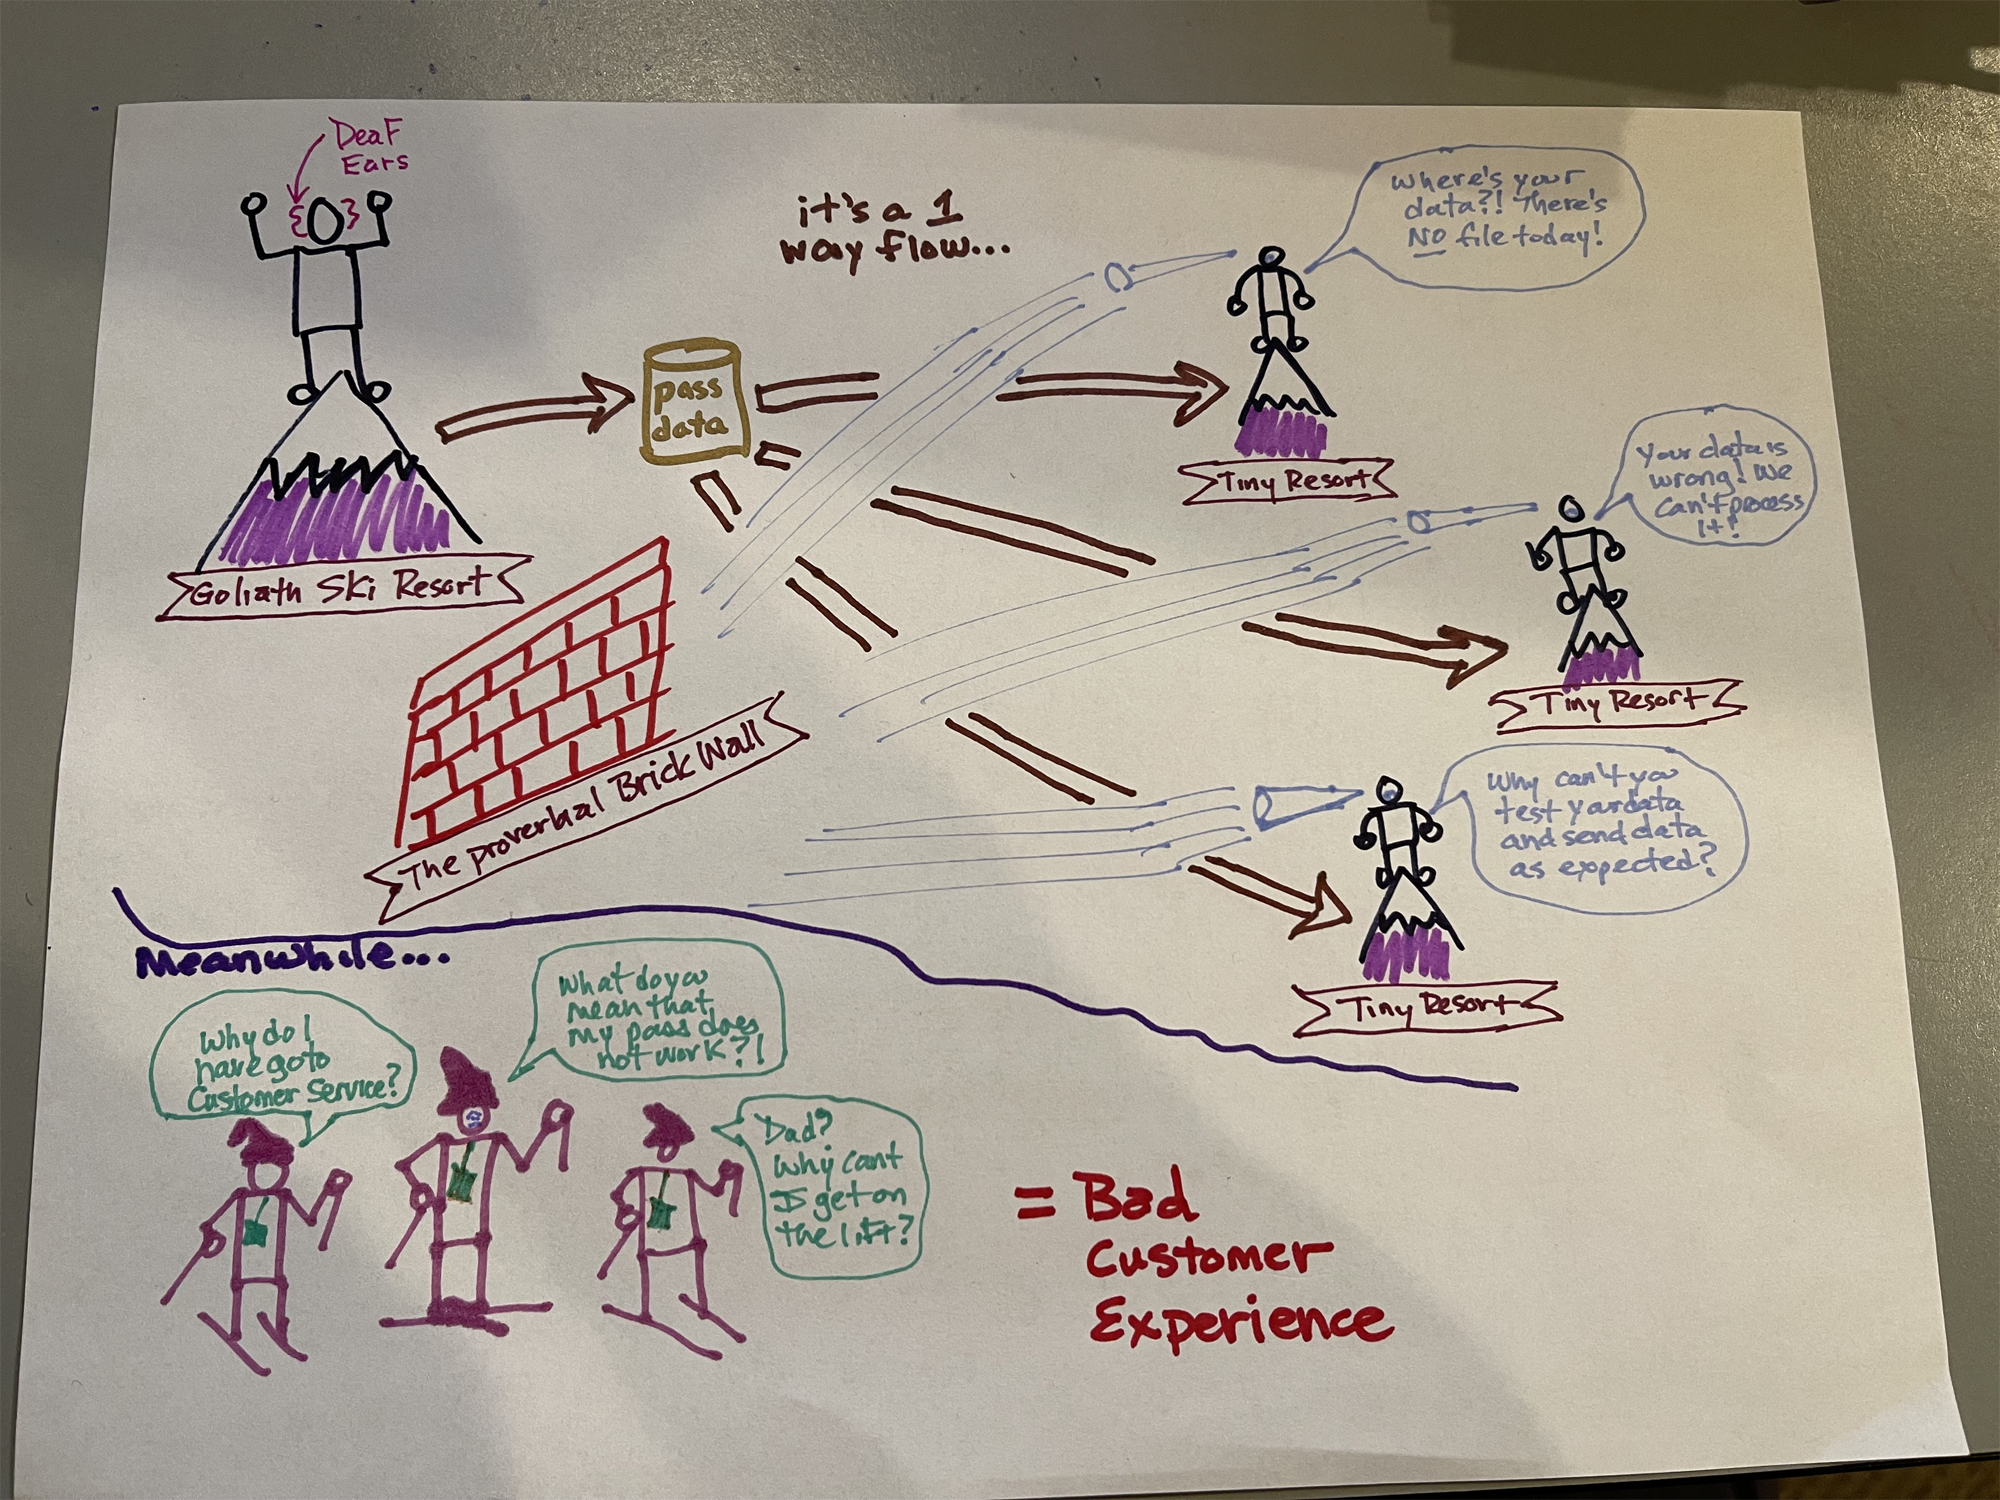 Deaf
Ears
it's a 1
way flow...
Where's your
data?! There's
NO file today!
pass
data
Tiny Resort
Your data is
wrong! We
Can't process
it!
Goliath Ski Resort
Tiny Resort
The proverbial Brick Wall
Why can't you
test your data
and send data
as expected?
Tiny Resort
Meanwhile...
Why do I
have go to
Customer Service?
What do you
mean that
my pass does
not work?!
Dad?
Why cant
I get on
the lift?
= Bad
Customer
Experience